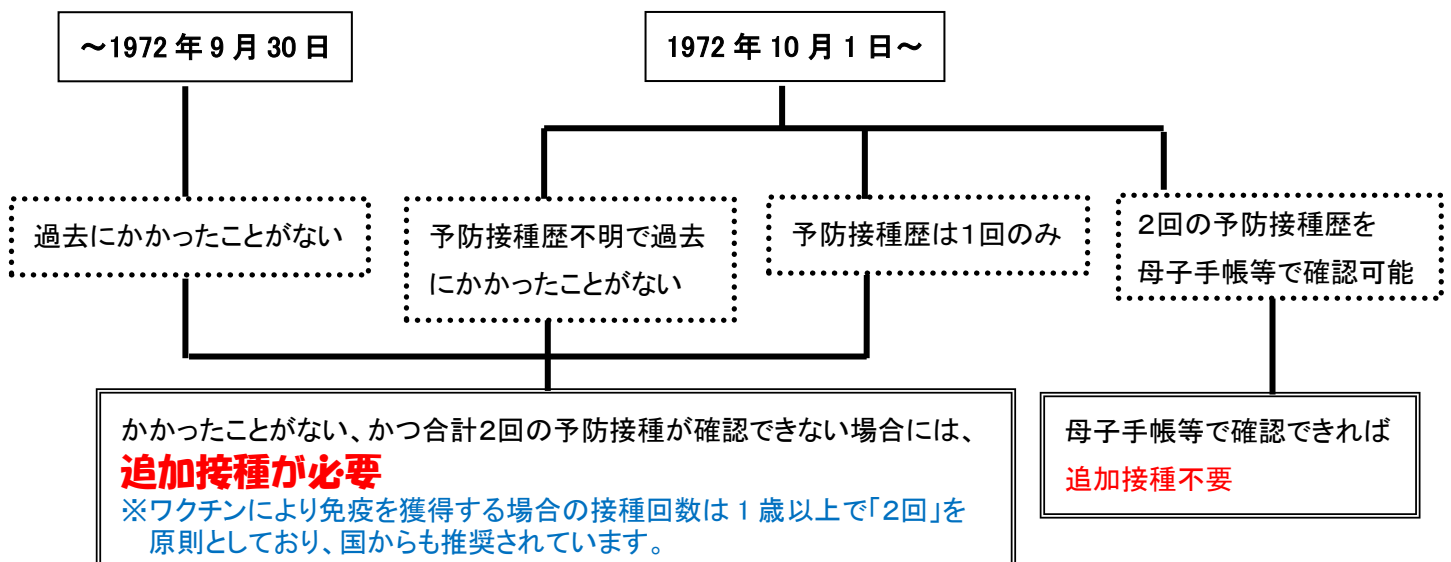 ~1972年9月30日
1972年10月1日~
過去にかかったことがない
予防接種歴不明で過去
にかかったことがない
予防接種歴は1回のみ
2回の予防接種歴を
母子手帳等で確認可能
かかったことがない、かつ合計2回の予防接種が確認できない場合には、
追加接種が必要
※ワクチンにより免疫を獲得する場合の接種回数は1歳以上で「2回」を
原則としており、国からも推奨されています。
母子手帳等で確認できれば
追加接種不要